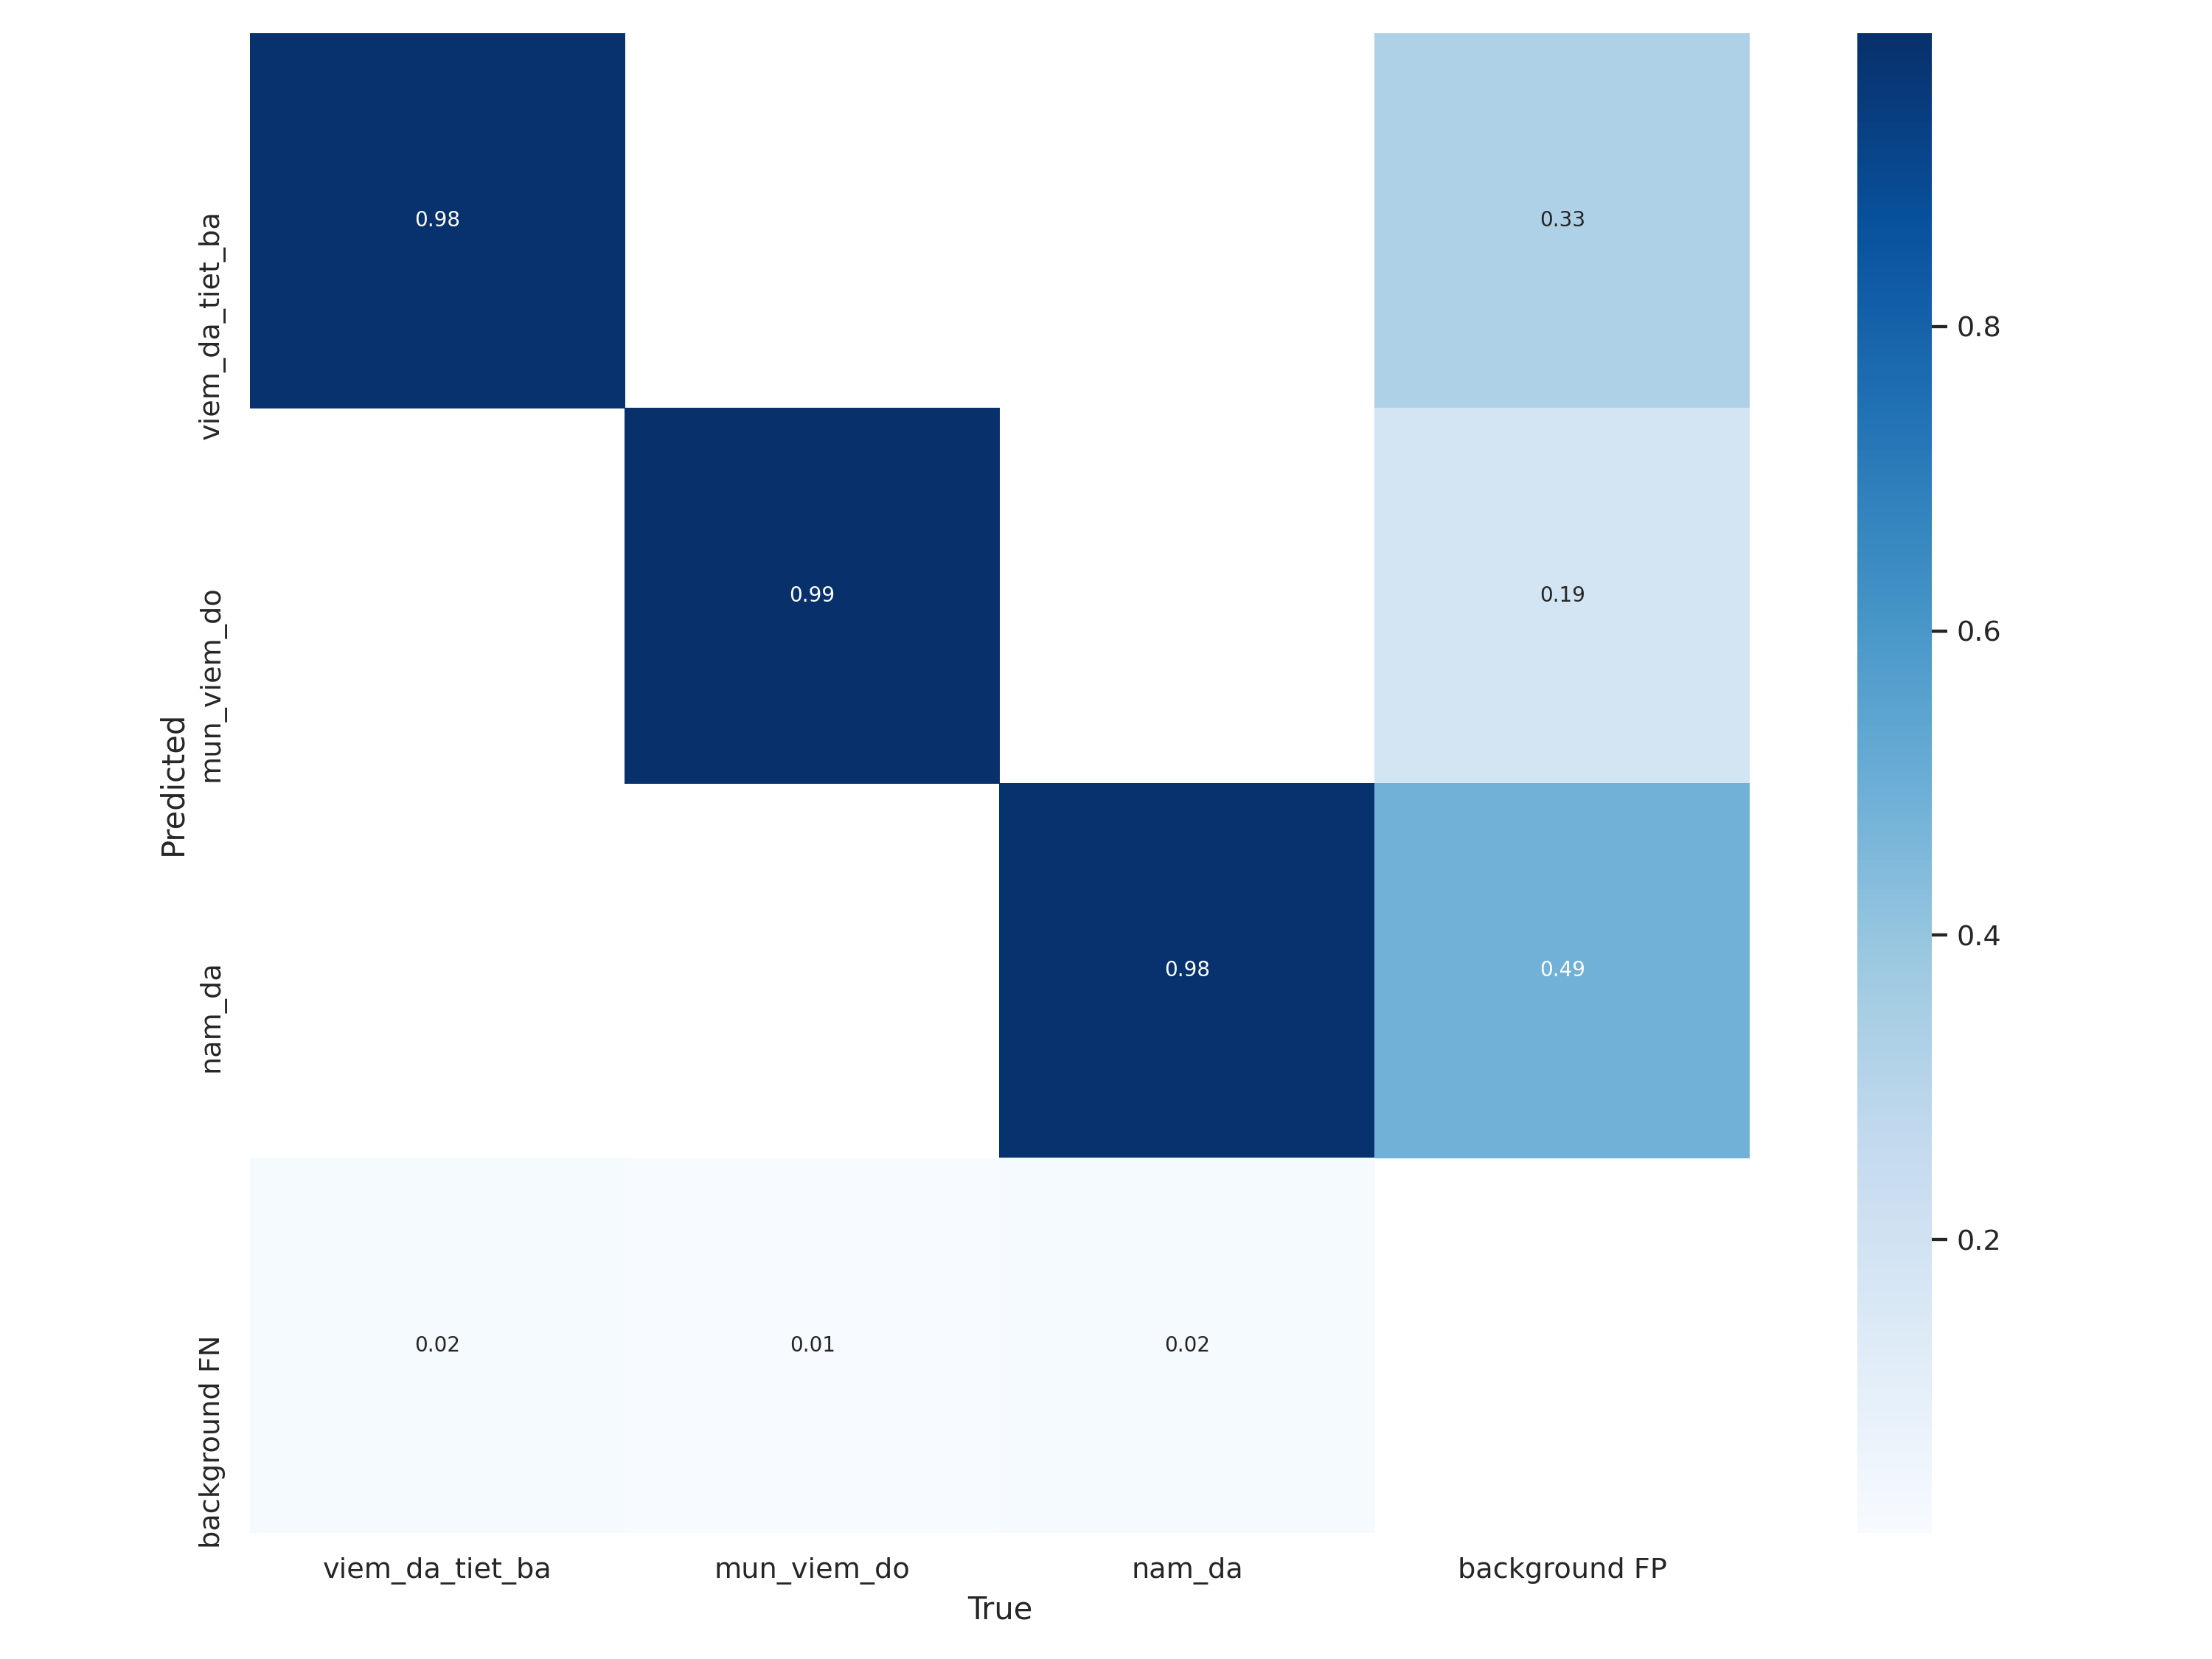 viem_da_tiet_ba
0.98
0.33
mun_viem_do
0.99
0.19
Predicted
nam_da
0.98
0.49
background FN
0.02
0.01
0.02
viem_da_tiet_ba
mun_viem_do
nam_da
background FP
True
0.8
0.6
0.4
0.2